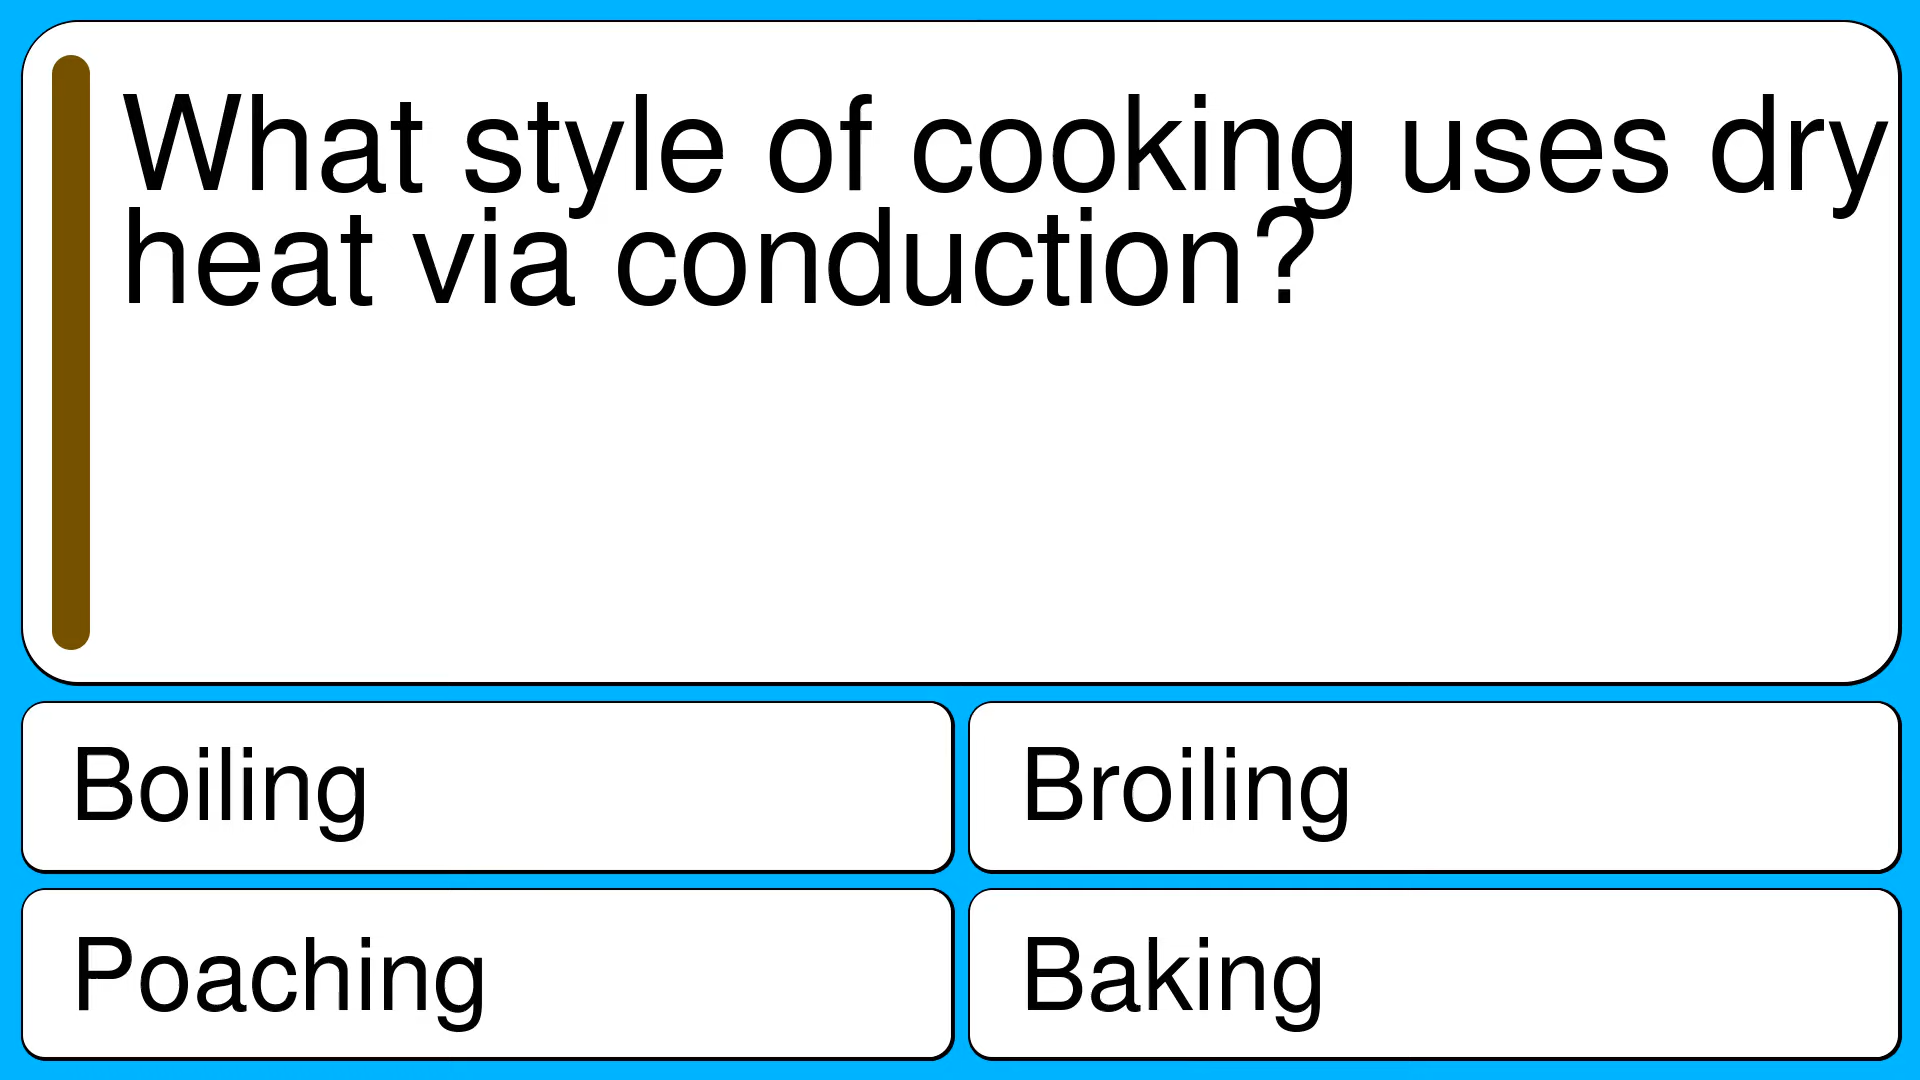 What style of cooking uses dry
heat via conduction?
Boiling
Broiling
Poaching
Baking